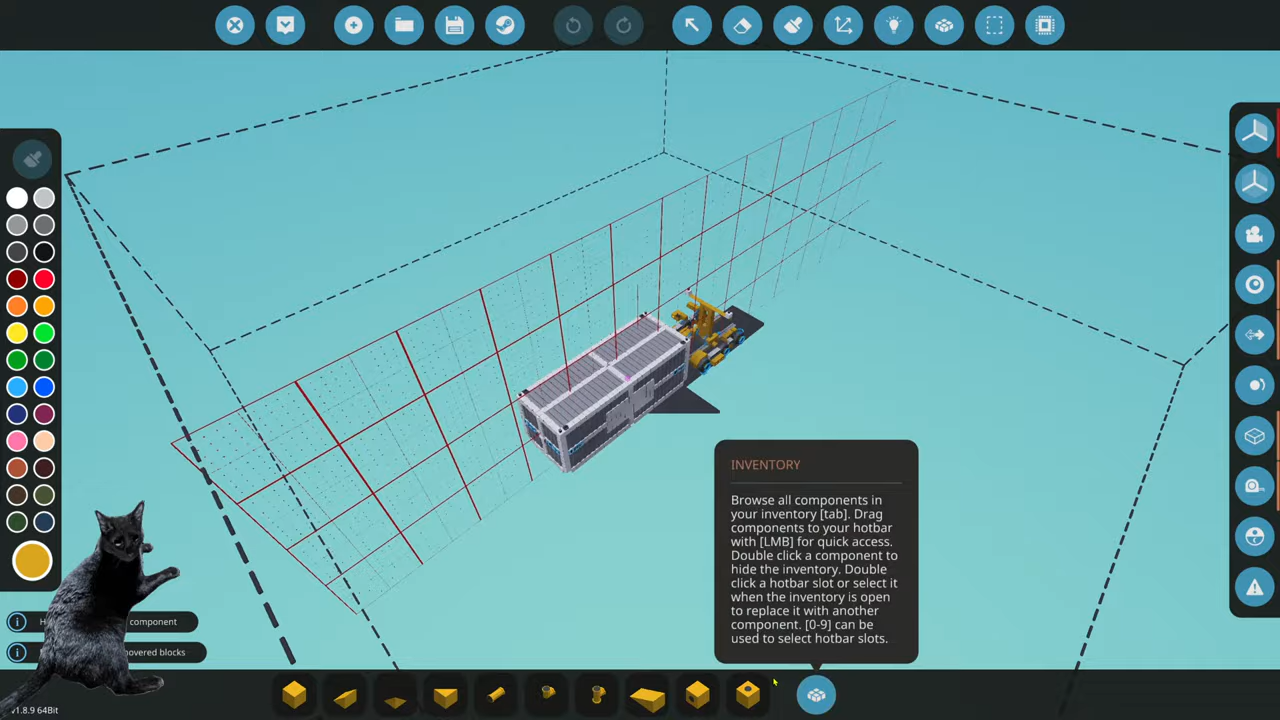 INVENTORY
Browse all components in
your inventory [tab]. Drag
components to your hotbar
with [LMB] for quick access.
Double click a component to
hide the inventory. Double
click a hotbar slot or select it
when the inventory is open
to replace it with another
component. [0-9] can be
used to select hotbar slots.
component
blocks
v1.8.9 64Bit